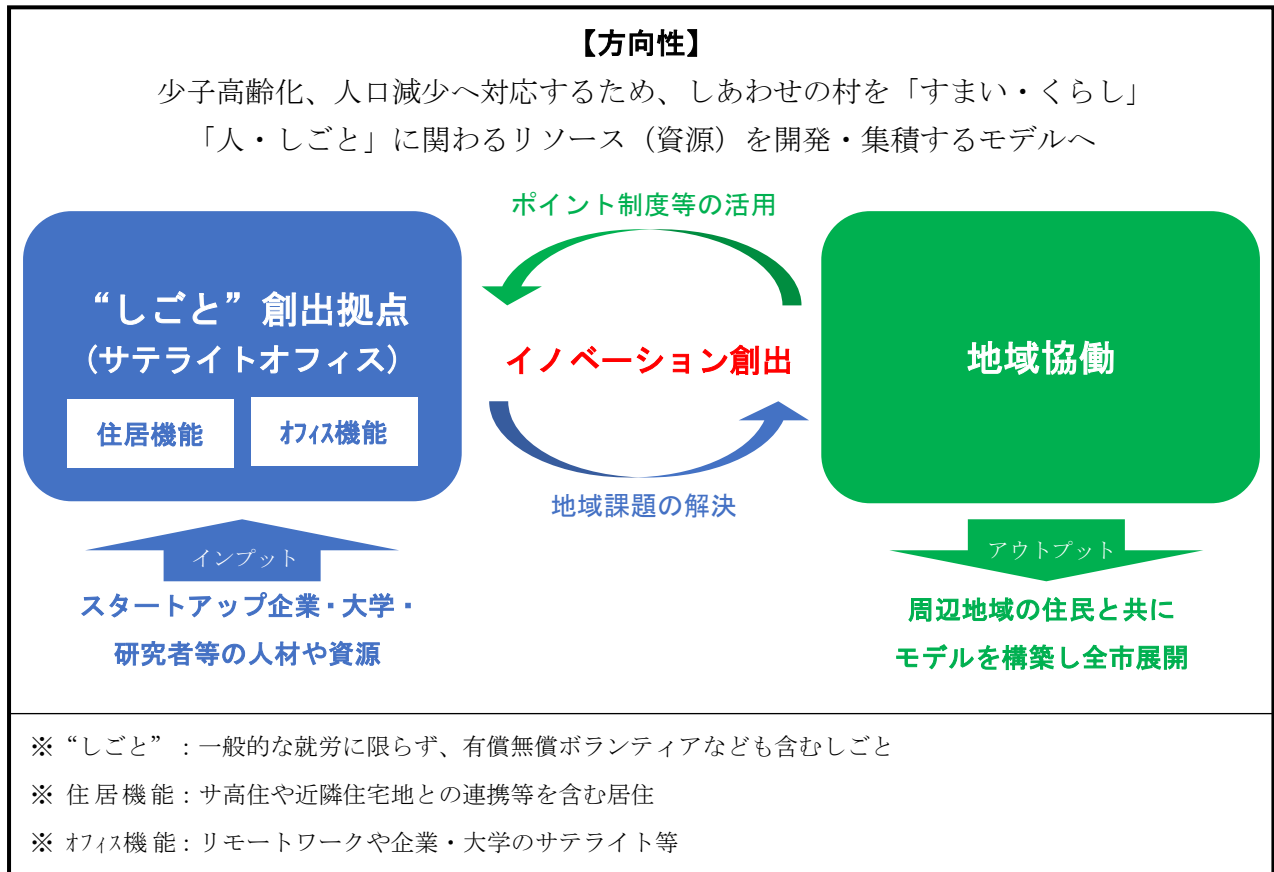 【方向性】
少子高齢化、人口減少へ対応するため、しあわせの村を「すまい・くらし」
「人・しごと」に関わるリソース（資源）を開発・集積するモデルへ
ポイント制度等の活用
“しごと”創出拠点
（サテライトオフィス）
住居機能
ｵﾌｨｽ機能
イノベーション創出
地域協働
地域課題の解決
インプット
スタートアップ企業・大学・
研究者等の人材や資源
アウトプット
周辺地域の住民と共に
モデルを構築し全市展開
※ “しごと”：一般的な就労に限らず、有償無償ボランティアなども含むしごと
※ 住居機能：サ高住や近隣住宅地との連携等を含む居住
※ ｵﾌｨｽ機能：リモートワークや企業・大学のサテライト等